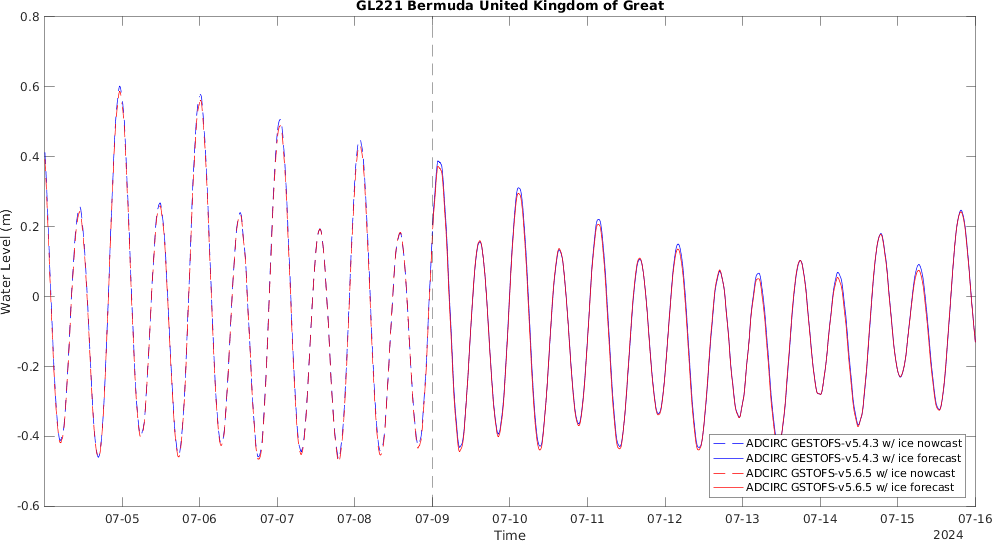 GL221 Bermuda United Kingdom of Great
0.8
0.6
0.4
0.2
0
-0.2
-0.4
-0.6
Water Level (m)
ADCIRC GESTOFS-v5.4.3 w/ ice nowcast
ADCIRC GESTOFS-v5.4.3 w/ ice forecast
ADCIRC GSTOFS-v5.6.5 w/ ice nowcast
ADCIRC GSTOFS-v5.6.5 w/ ice forecast
07-05 07-06 07-07 07-08 07-09 07-10 07-11 07-12 07-13 07-14 07-15 07-16
Time
2024